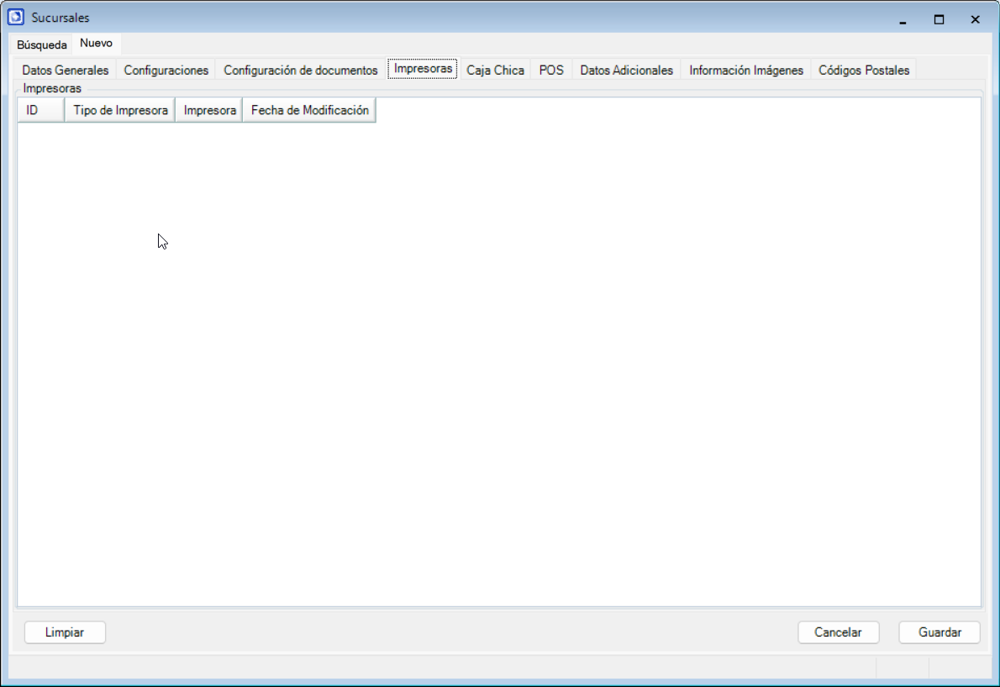 Sucursales
Búsqueda Nuevo
Datos Generales Configuraciones Configuración de documentos Impresoras Caja Chica POS Datos Adicionales Información Imágenes Códigos Postales
Impresoras
ID Tipo de Impresora Impresora Fecha de Modificación
Limpiar Cancelar Guardar